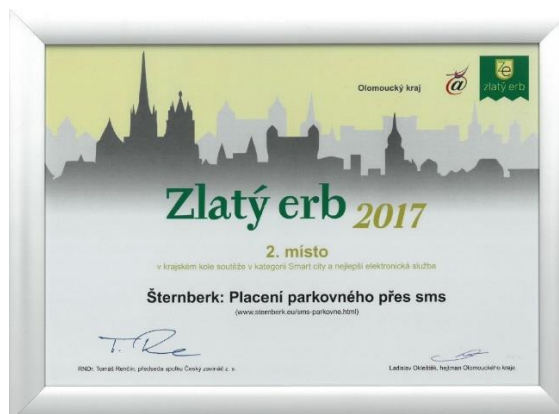 Olomoucký kraj
zlatý erb
Zlatý erb 2017
2. místo
v krajském kole soutěže v kategorii Smart city a nejlepší elektronická služba
Šternberk: Placení parkovného přes sms
(www.sternberk.eu/sms-parkovne.html)
RNDr. Tomáš Renčín, předseda spolku Český zavináč z. s.
Ladislav Okleštěk, hejtman Olomouckého kraje